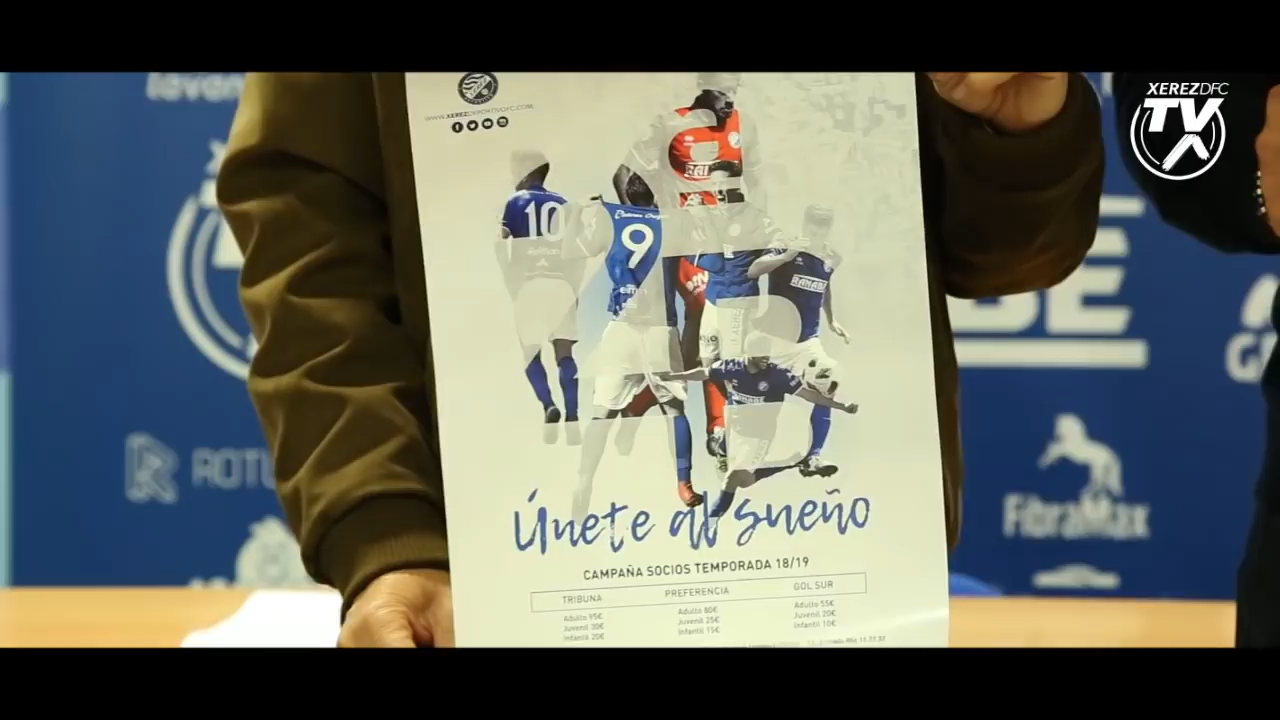 XEREZDFC
TV
X
WWW.XEREZDEPORTIVOFC.COM
10
9
Únete al sueño
CAMPAÑA SOCIOS TEMPORADA 18/19
TRIBUNA PREFERENCIA GOL SUR
Adulto 95€ Adulto 80€ Adulto 55€
Juvenil 30€ Juvenil 25€ Juvenil 20€
Infantil 20€ Infantil 15€ Infantil 10€
ROTU
FibraMax